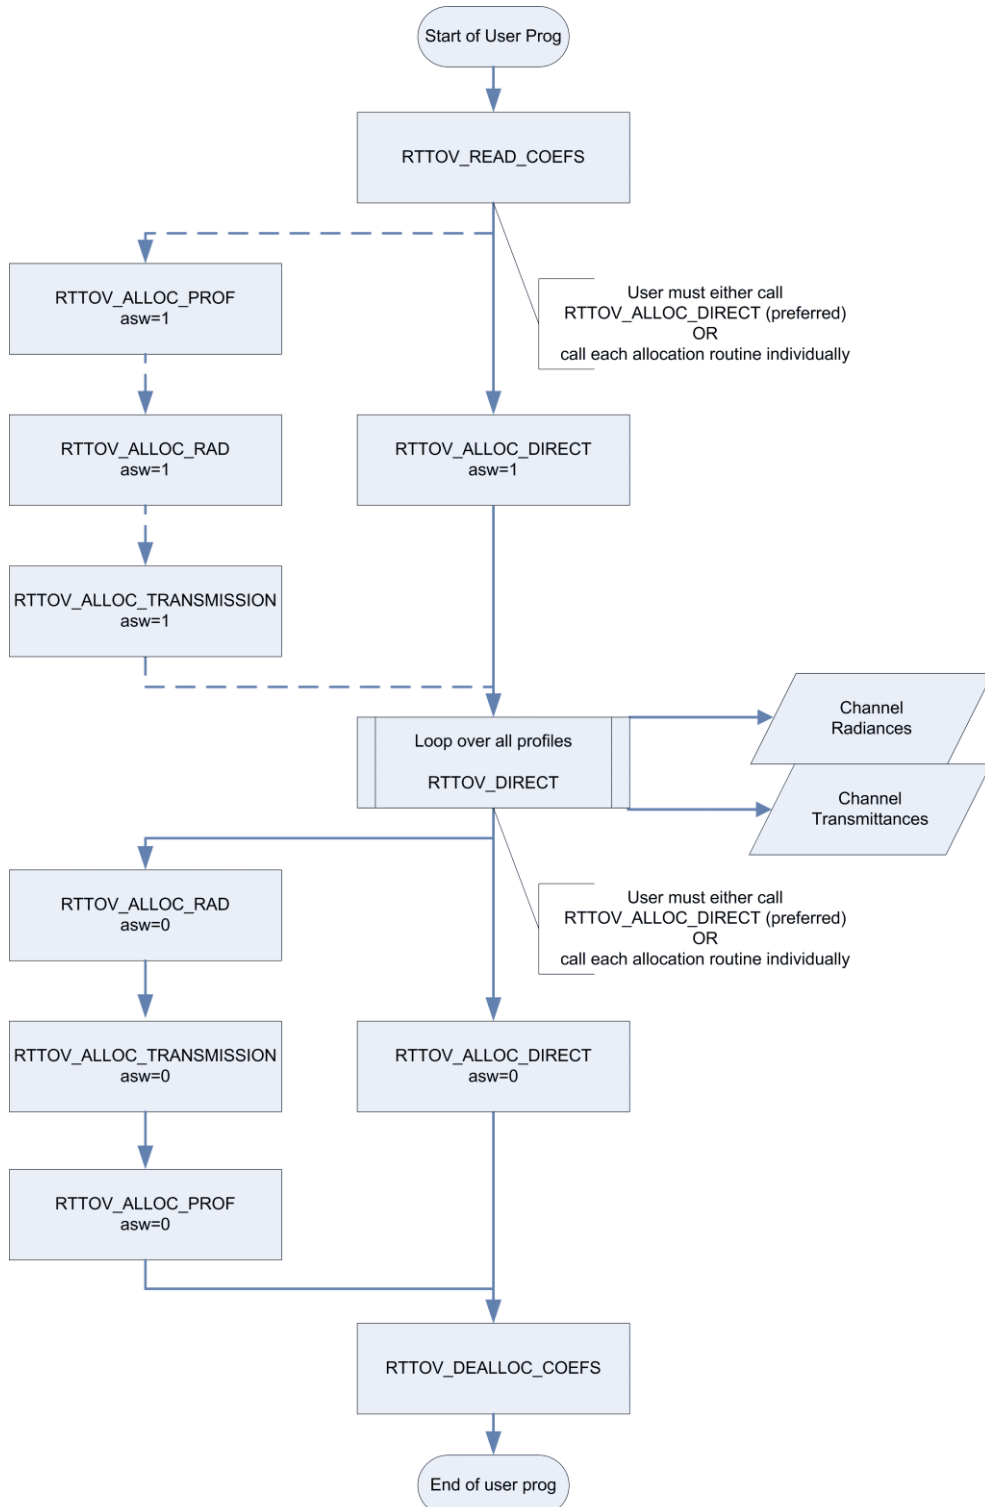 Start of User Prog
RTTOV_READ_COEFS
RTTOV_ALLOC_PROF
asw=1
User must either call
RTTOV_ALLOC_DIRECT (preferred)
OR
call each allocation routine individually
RTTOV_ALLOC_RAD
asw=1
RTTOV_ALLOC_DIRECT
asw=1
RTTOV_ALLOC_TRANSMISSION
asw=1
Loop over all profiles
RTTOV_DIRECT
Channel
Radiances
Channel
Transmittances
RTTOV_ALLOC_RAD
asw=0
User must either call
RTTOV_ALLOC_DIRECT (preferred)
OR
call each allocation routine individually
RTTOV_ALLOC_TRANSMISSION
asw=0
RTTOV_ALLOC_DIRECT
asw=0
RTTOV_ALLOC_PROF
asw=0
RTTOV_DEALLOC_COEFS
End of user prog